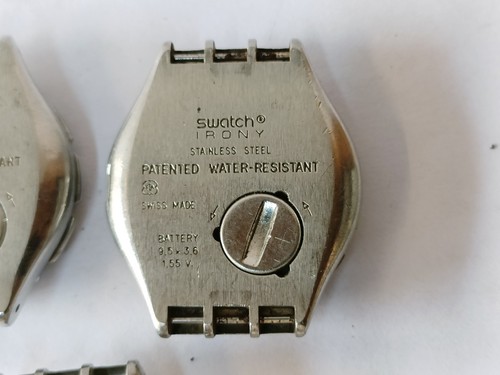 swatch®
IRONY
STAINLESS STEEL
PATENTED WATER-RESISTANT
SWISS MADE
BATTERY
9,5 x 3,6
1,55 V.